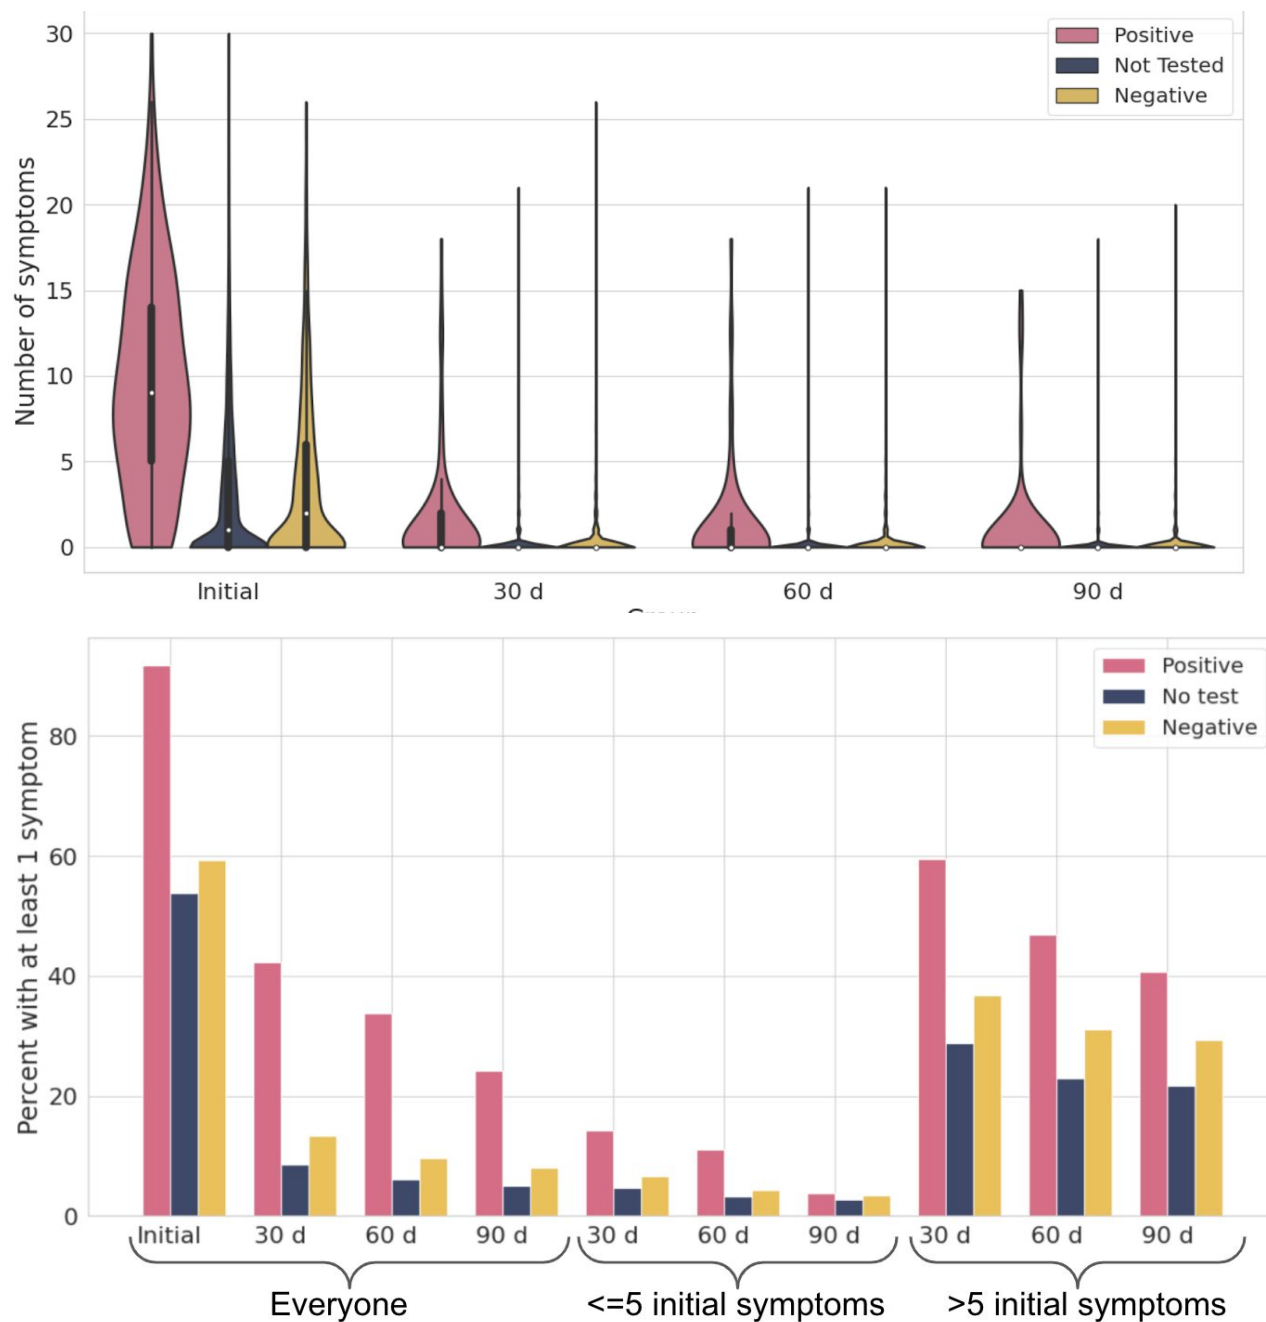 Number of symptoms
30
25
20
15
10
5
0
Positive
Not Tested
Negative
Initial 30 d 60 d 90 d
Percent with at least 1 symptom
80
60
40
20
0
Positive
No test
Negative
Initial 30 d 60 d 90 d 30 d 60 d 90 d 30 d 60 d 90 d
Everyone <=5 initial symptoms >5 initial symptoms